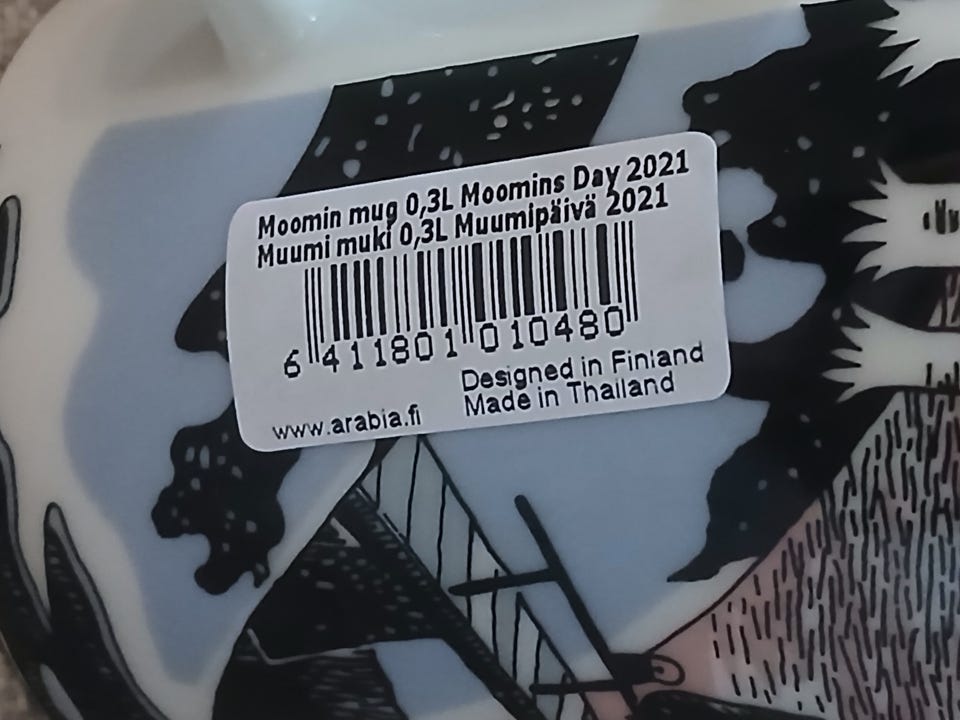 Moomin mug 0,3L Moomins Day 2021
Muumi muki 0,3L Muumipäivä 2021
6 411801 010480
Designed in Finland
Made in Thailand
www.arabia.fi